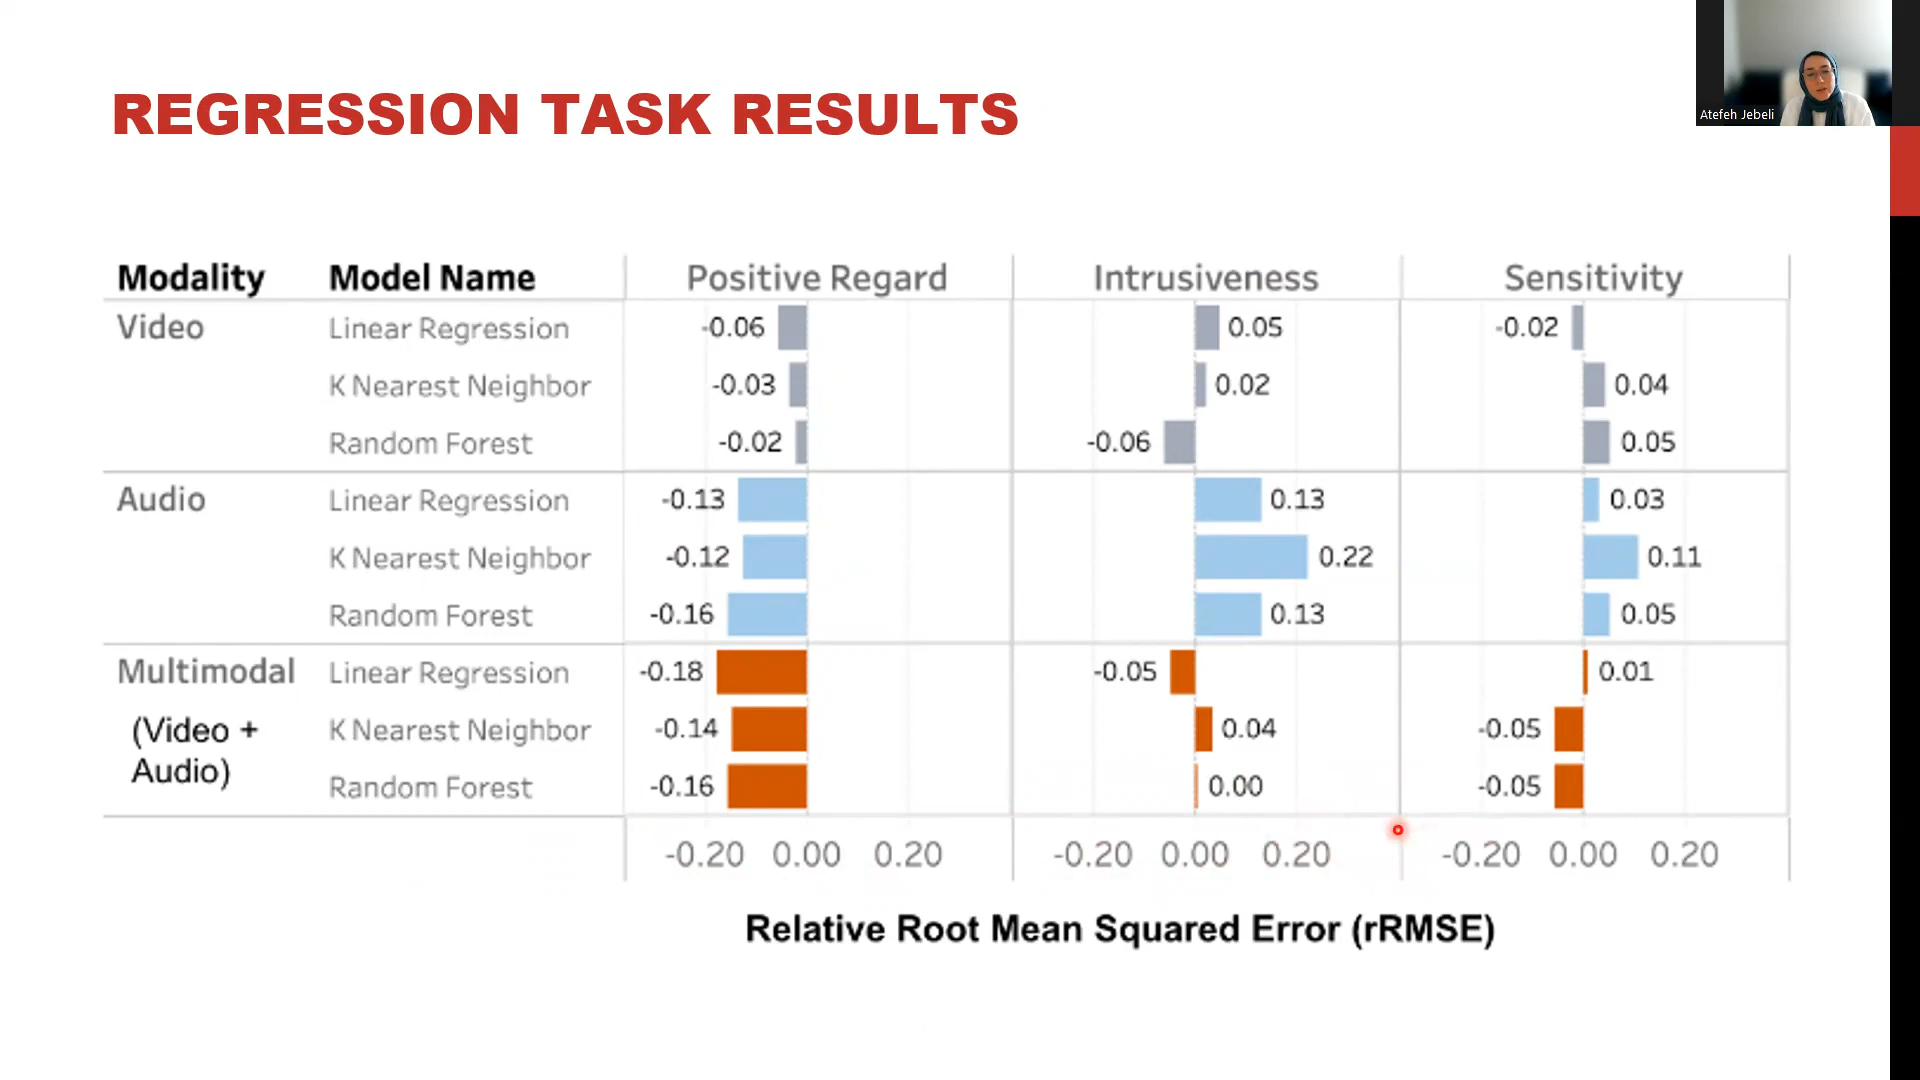 Atefeh Jebeli
REGRESSION TASK RESULTS
Modality Model Name Positive Regard Intrusiveness Sensitivity
Video Linear Regression -0.06 0.05 -0.02
K Nearest Neighbor -0.03 0.02 0.04
Random Forest -0.02 -0.06 0.05
Audio Linear Regression -0.13 0.13 0.03
K Nearest Neighbor -0.12 0.22 0.11
Random Forest -0.16 0.13 0.05
Multimodal Linear Regression -0.18 -0.05 0.01
(Video + K Nearest Neighbor -0.14 0.04 -0.05
Audio) Random Forest -0.16 0.00 -0.05
-0.20 0.00 0.20 -0.20 0.00 0.20 -0.20 0.00 0.20
Relative Root Mean Squared Error (rRMSE)